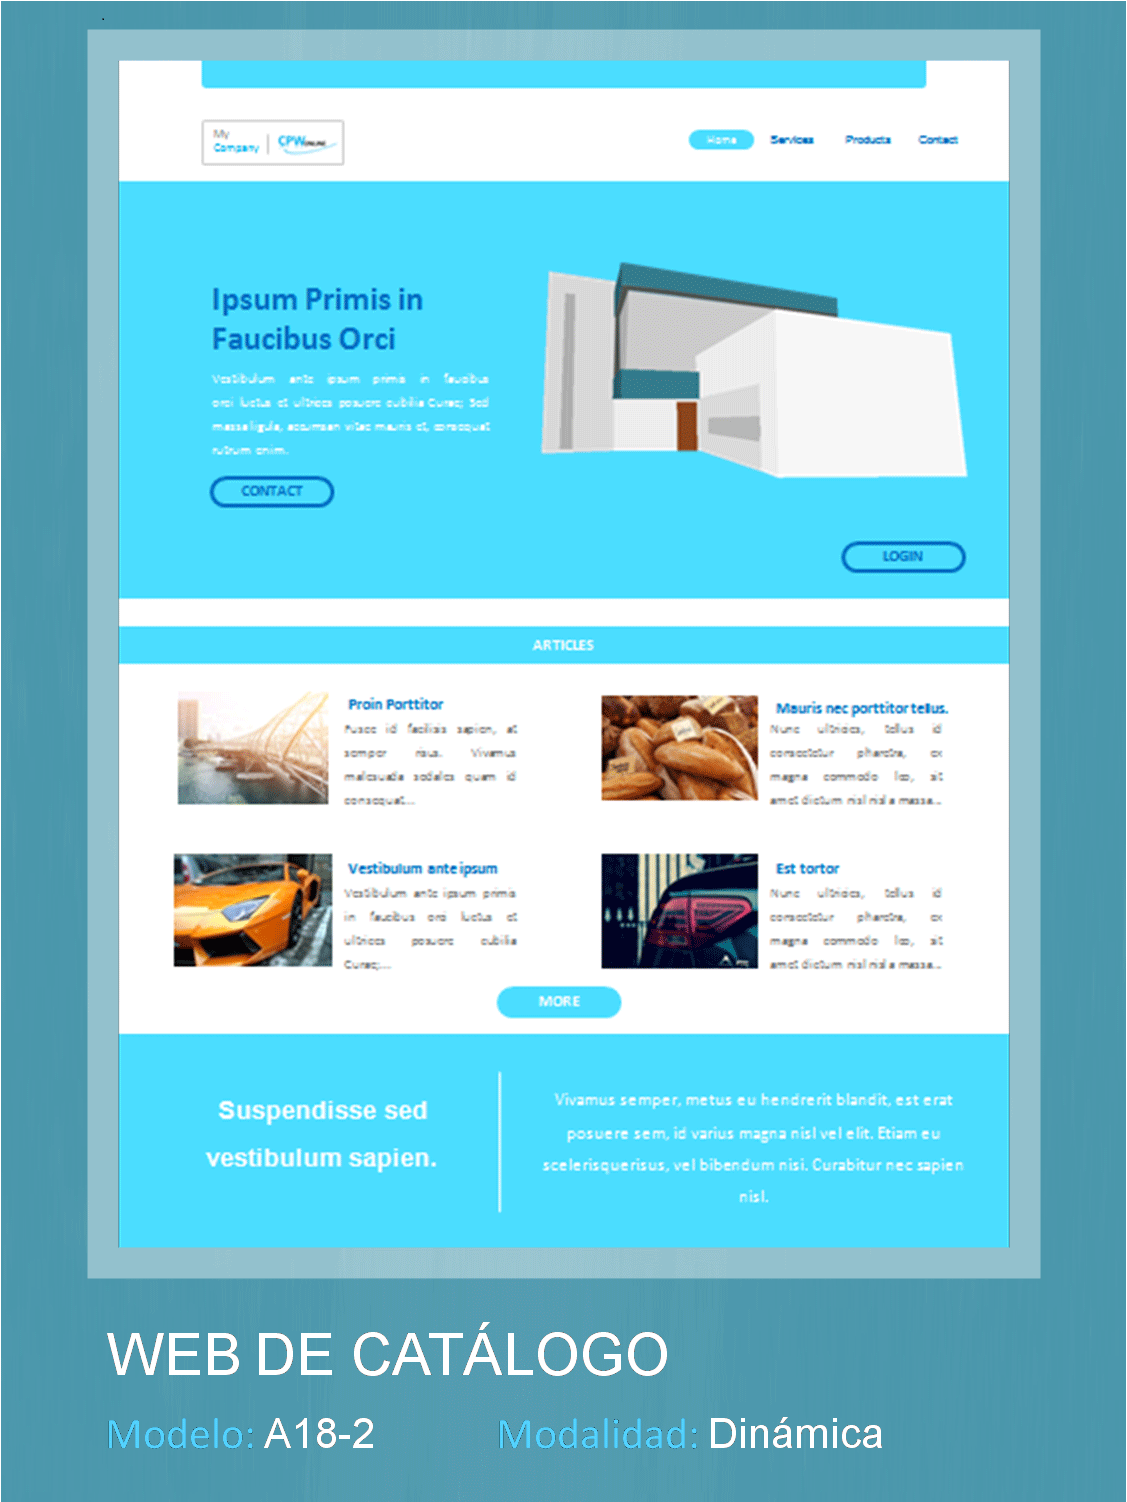 My
Company
CPWONLINE
Home Services Products Contact
Ipsum Primis in
Faucibus Orci
Vestibulum ante ipsum primis in faucibus
orci luctus et ultrices posuere cubilia Curae; Sed
massa ligula, accumsan vitae mauris et, consequat
rutrum enim.
CONTACT
LOGIN
ARTICLES
Proin Porttitor
Fusce id facilisis sapien, at
semper risus. Vivamus
malesuada sodales quam id
consequat...
Mauris nec porttitor tellus.
Nunc ultricies, tellus id
consectetur pharetra, ex
magna commodo leo, sit
amet dictum nisl nisl a massa...
Vestibulum ante ipsum
Vestibulum ante ipsum primis
in faucibus orci luctus et
ultrices posuere cubilia
Curae;...
Est tortor
Nunc ultricies, tellus id
consectetur pharetra, ex
magna commodo leo, sit
amet dictum nisl nisl a massa...
MORE
Suspendisse sed
vestibulum sapien.
Vivamus semper, metus eu hendrerit blandit, est erat
posuere sem, id varius magna nisl vel elit. Etiam eu
scelerisquerisus, vel bibendum nisi. Curabitur nec sapien
nisl.
WEB DE CATÁLOGO
Modelo: A18-2 Modalidad: Dinámica